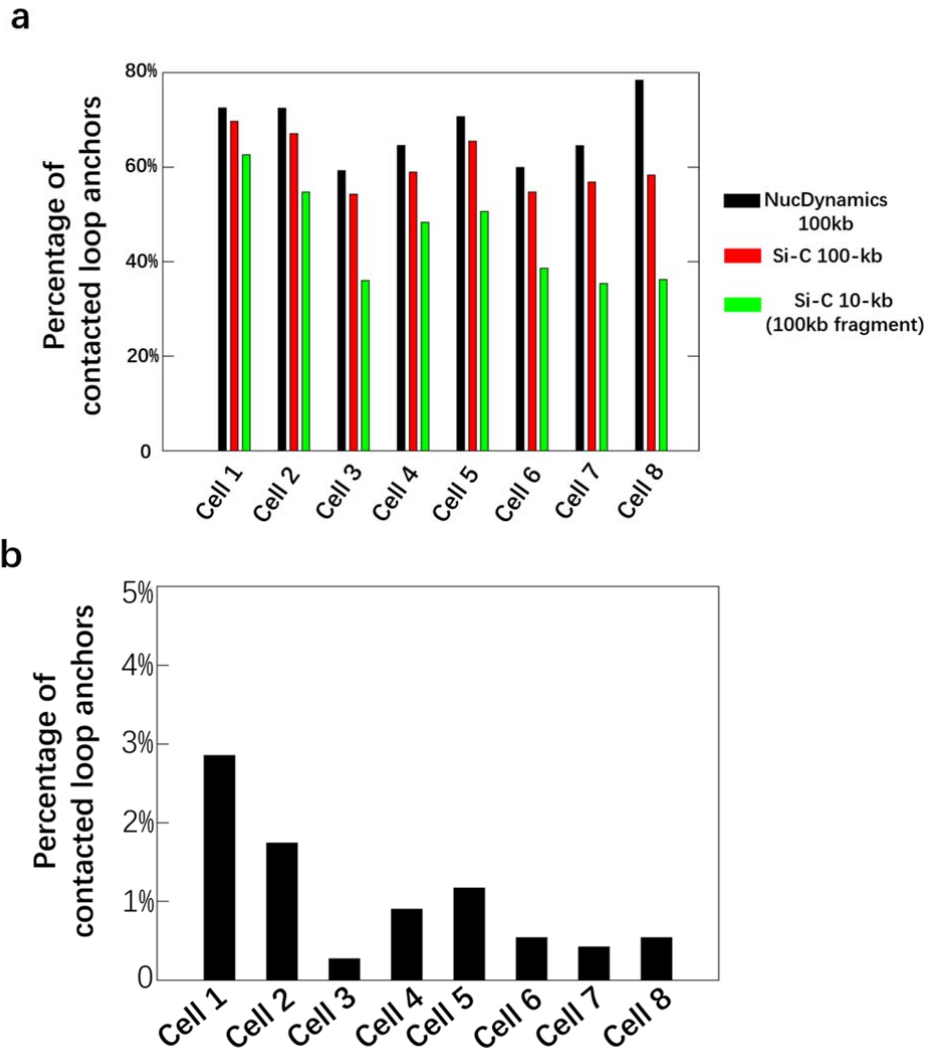 a
Percentage of
contacted loop anchors
80%
60%
40%
20%
0
Cell 1
Cell 2
Cell 3
Cell 4
Cell 5
Cell 6
Cell 7
Cell 8
NucDynamics
100kb
Si-C 100-kb
Si-C 10-kb
(100kb fragment)
b
Percentage of
contacted loop anchors
5%
4%
3%
2%
1%
0
Cell 1
Cell 2
Cell 3
Cell 4
Cell 5
Cell 6
Cell 7
Cell 8